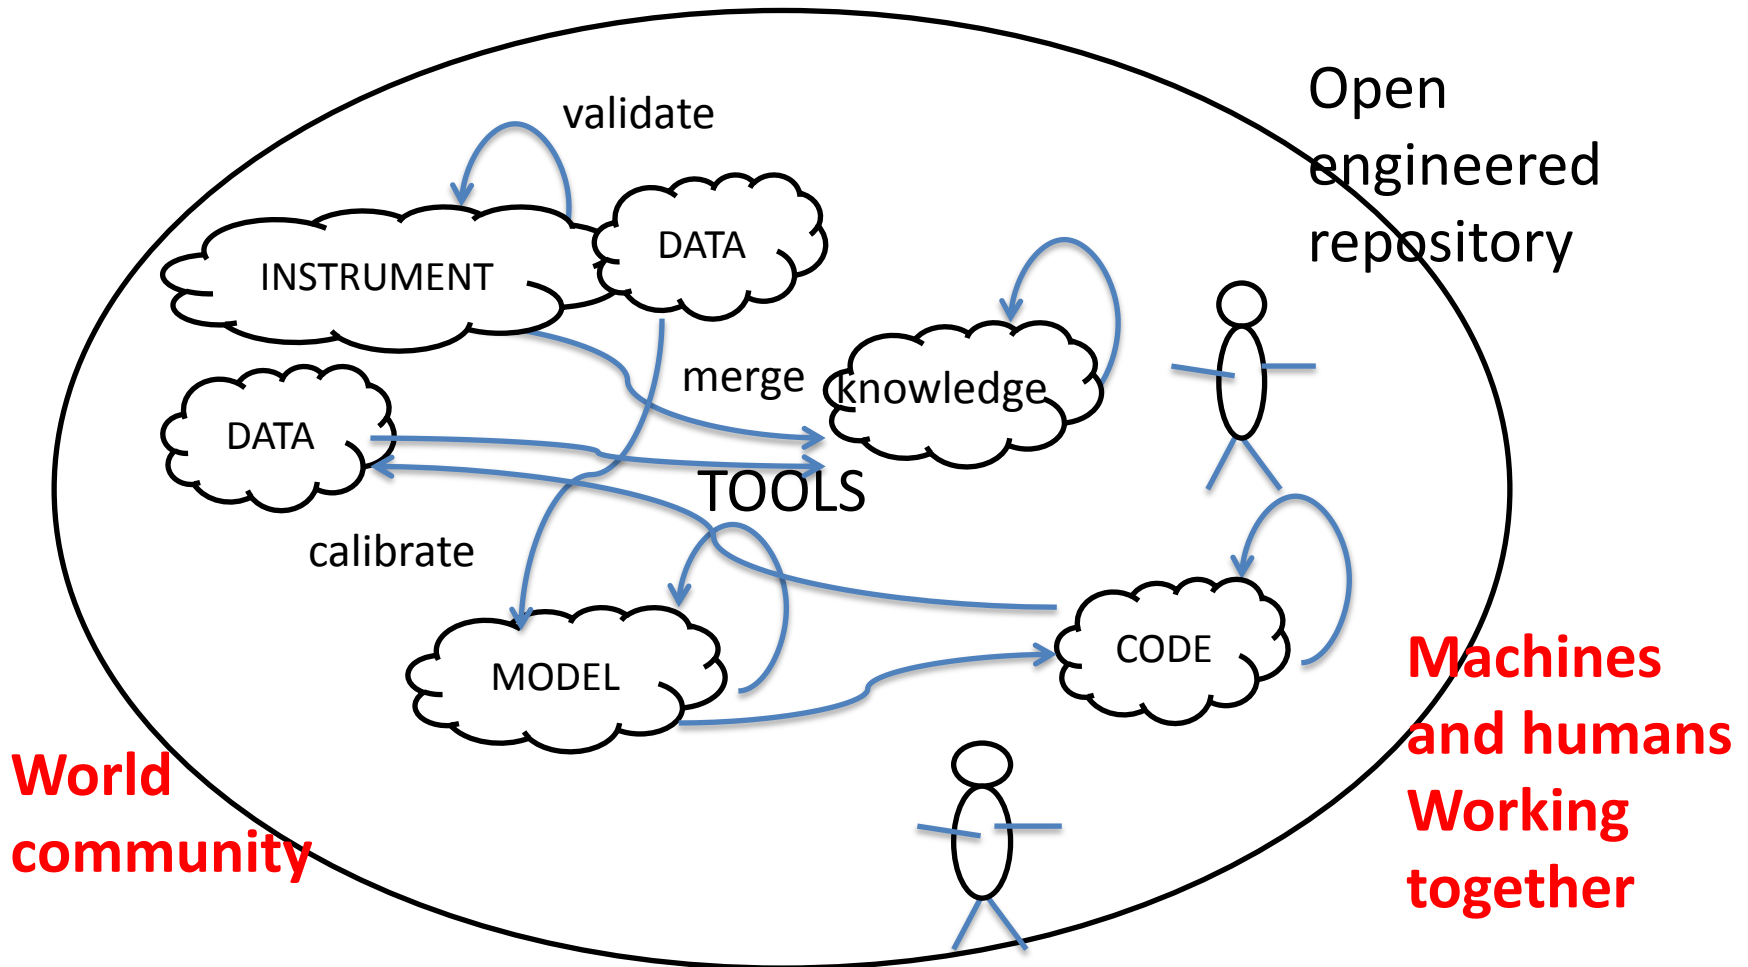 Open
engineered
repository
validate
DATA
INSTRUMENT
merge
knowledge
DATA
TOOLS
calibrate
MODEL
CODE
Machines
and humans
Working
together
World
community